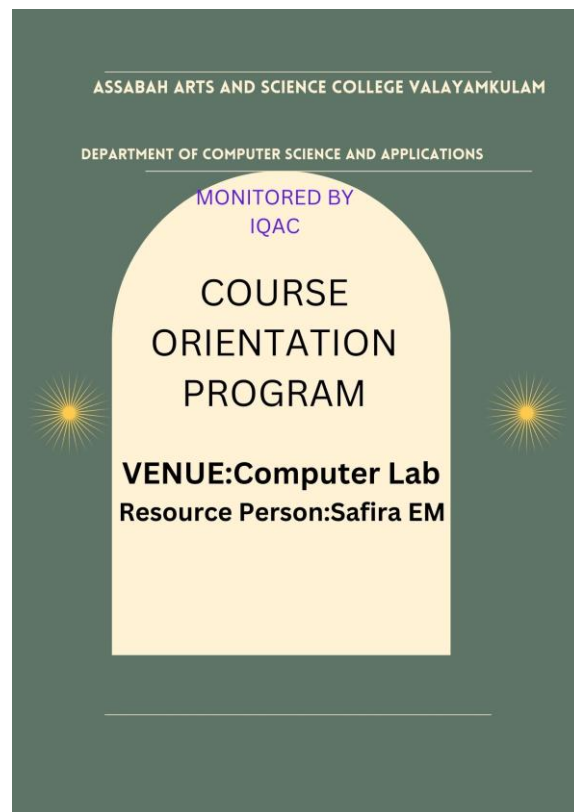 ASSABAH ARTS AND SCIENCE COLLEGE VALAYAMKULAM
DEPARTMENT OF COMPUTER SCIENCE AND APPLICATIONS
MONITORED BY
IQAC
COURSE
ORIENTATION
PROGRAM
VENUE:Computer Lab
Resource Person:Safira EM